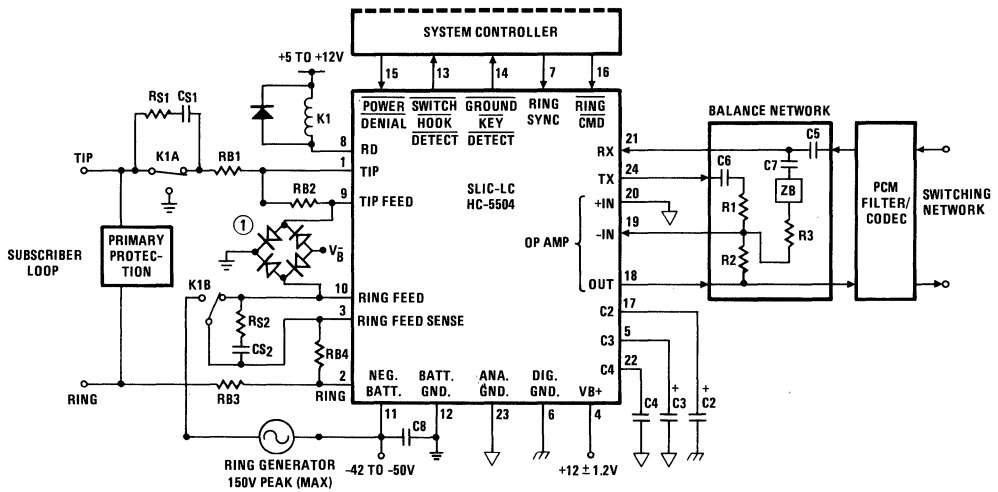 SYSTEM CONTROLLER
+5 TO +12V
15
13
14
7
16
POWER DENIAL
SWITCH HOOK DETECT
GROUND KEY DETECT
RING SYNC
RING CMD
BALANCE NETWORK
RS1
CS1
K1
8
RD
TIP
K1A
RB1
1
TIP
RB2
9
TIP FEED
SLIC-LC
HC-5504
21
RX
24
TX
20
+IN
19
-IN
OP AMP
18
OUT
C5
C6
C7
ZB
R1
R2
R3
PCM
FILTER/
CODEC
SWITCHING
NETWORK
1
VB-
SUBSCRIBER
LOOP
PRIMARY
PROTEC-
TION
K1B
10
RING FEED
3
RING FEED SENSE
RS2
CS2
RB4
RING
RB3
2
RING
17
C2
5
C3
22
C4
NEG.
BATT.
BATT.
GND.
ANA.
GND.
DIG.
GND.
VB+
11
12
23
6
4
C4
+
C3
+
C2
C8
RING GENERATOR
150V PEAK (MAX)
-42 TO -50V
+12 ± 1.2V